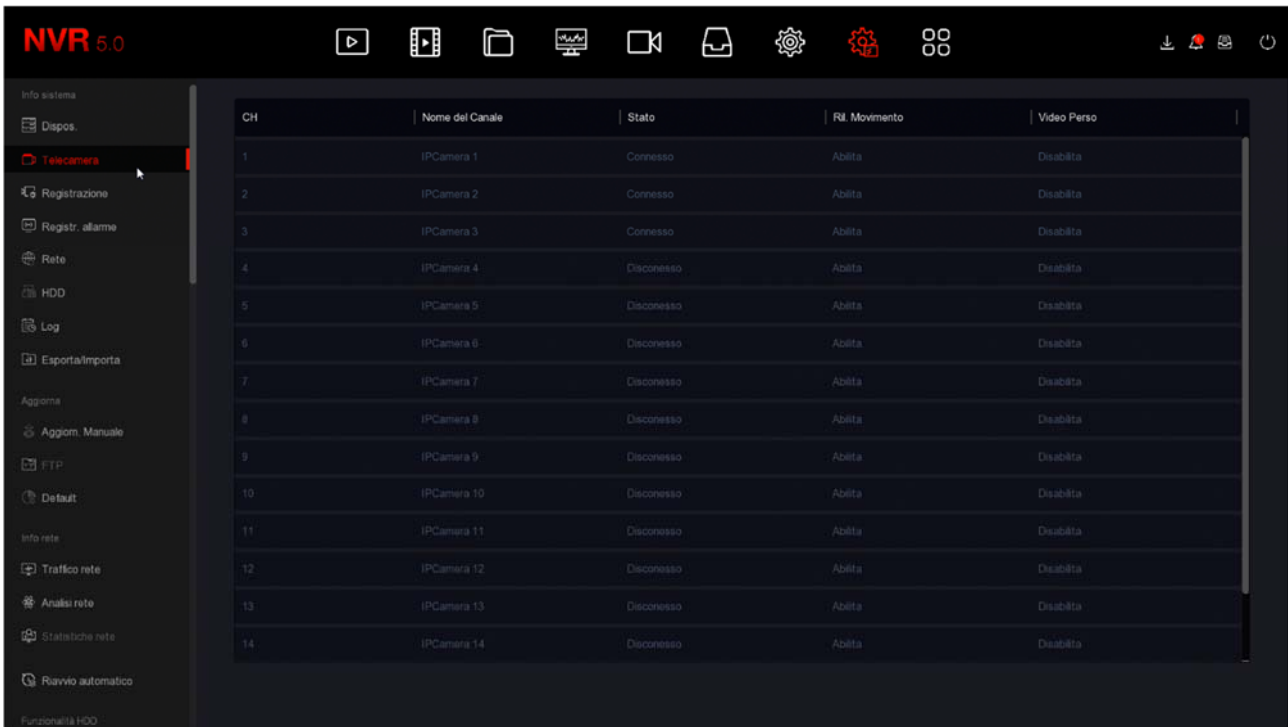 NVR 5.0
Info sistema
Dispos.
Telecamera
Registrazione
Registr. allarme
Rete
HDD
Log
Esporta/Importa
Aggiorna
Aggiorn. Manuale
FTP
Default
Info rete
Traffico rete
Analisi rete
Statistiche rete
Riavvio automatico
Funzionalità HDD
CH Nome del Canale Stato Ril. Movimento Video Perso
1 IPCamera 1 Connesso Abilita Disabilita
2 IPCamera 2 Connesso Abilita Disabilita
3 IPCamera 3 Connesso Abilita Disabilita
4 IPCamera 4 Disconesso Abilita Disabilita
5 IPCamera 5 Disconesso Abilita Disabilita
6 IPCamera 6 Disconesso Abilita Disabilita
7 IPCamera 7 Disconesso Abilita Disabilita
8 IPCamera 8 Disconesso Abilita Disabilita
9 IPCamera 9 Disconesso Abilita Disabilita
10 IPCamera 10 Disconesso Abilita Disabilita
11 IPCamera 11 Disconesso Abilita Disabilita
12 IPCamera 12 Disconesso Abilita Disabilita
13 IPCamera 13 Disconesso Abilita Disabilita
14 IPCamera 14 Disconesso Abilita Disabilita